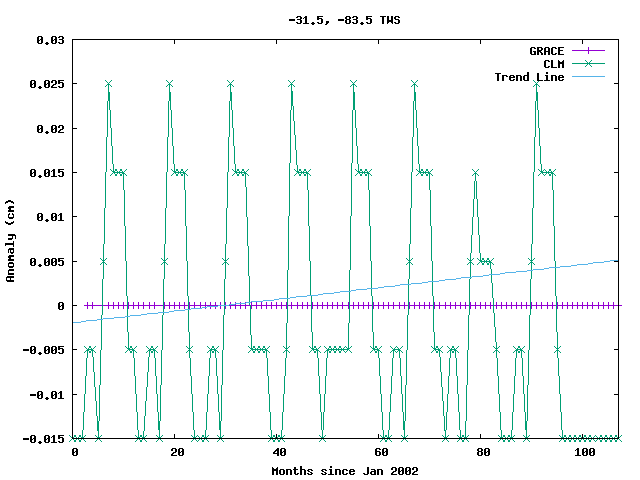 -31.5, -83.5 TWS
0.03
0.025
0.02
0.015
0.01
0.005
0
-0.005
-0.01
-0.015
Anomaly (cm)
GRACE
CLM
Trend Line
0 20 40 60 80 100
Months since Jan 2002